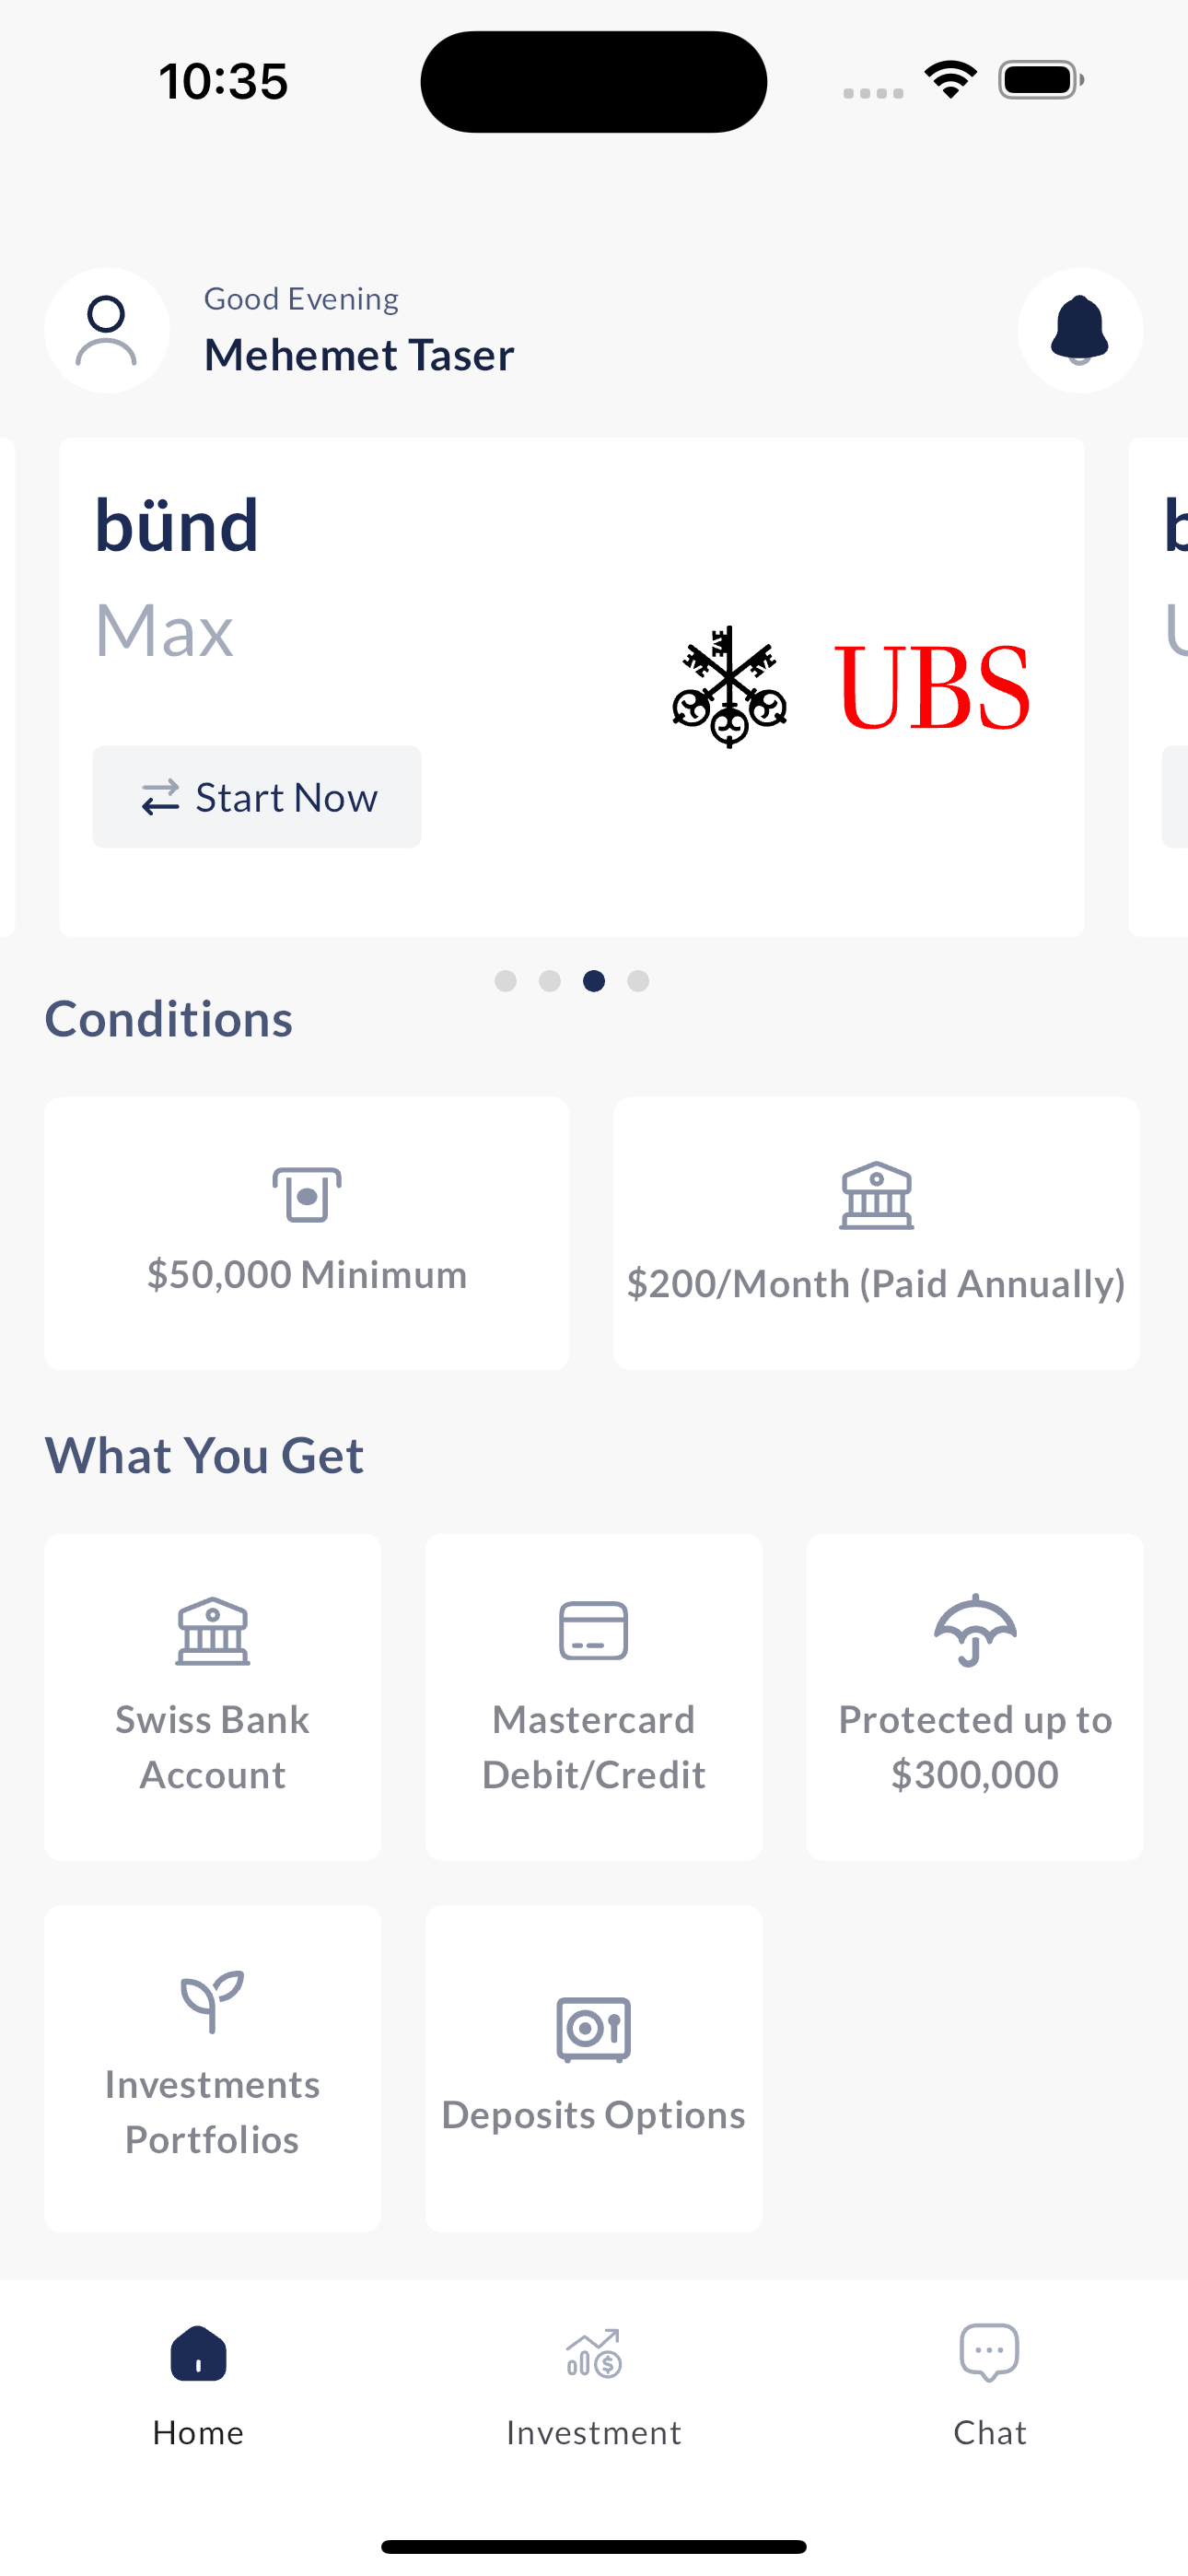 10:35
Good Evening
Mehemet Taser
bünd
Max
UBS
Start Now
Conditions
$50,000 Minimum
$200/Month (Paid Annually)
What You Get
Swiss Bank
Account
Mastercard
Debit/Credit
Protected up to
$300,000
Investments
Portfolios
Deposits Options
Home
Investment
Chat